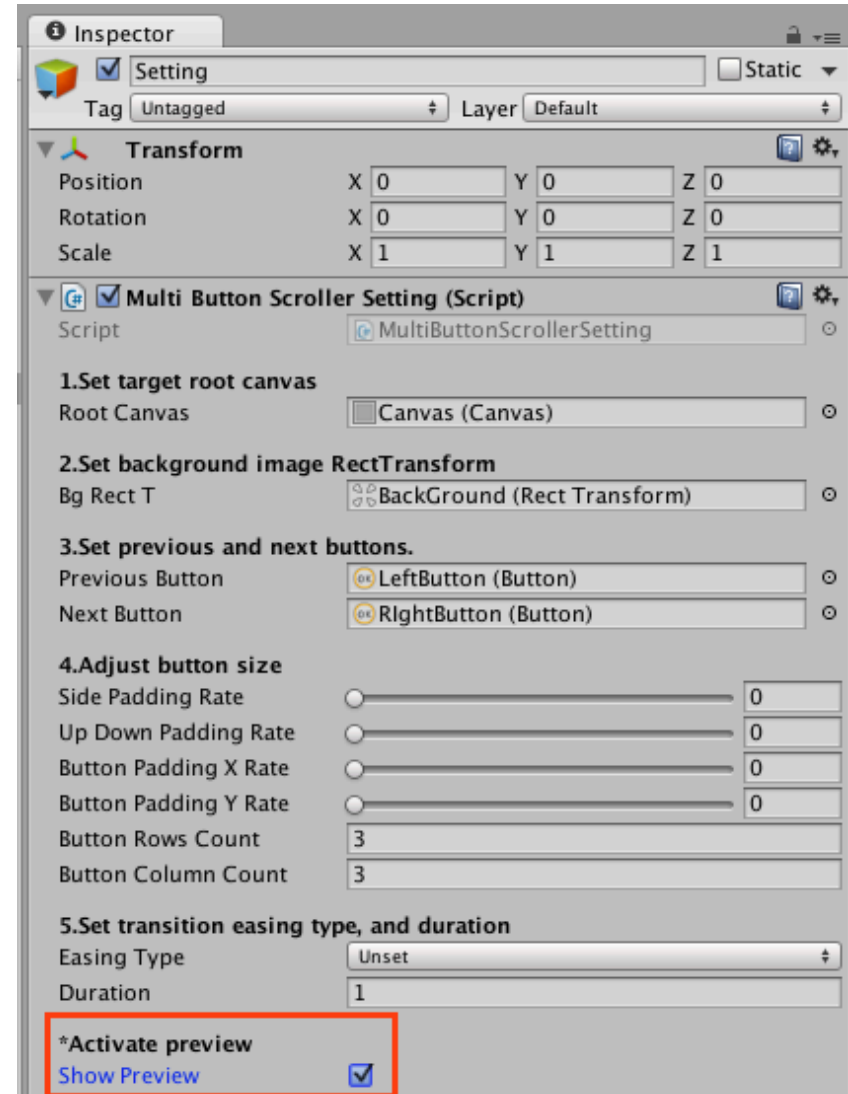 Inspector
Setting Static
Tag Untagged Layer Default
Transform
Position X 0 Y 0 Z 0
Rotation X 0 Y 0 Z 0
Scale X 1 Y 1 Z 1
Multi Button Scroller Setting (Script)
Script MultiButtonScrollerSetting
1.Set target root canvas
Root Canvas Canvas (Canvas)
2.Set background image RectTransform
Bg Rect T BackGround (Rect Transform)
3.Set previous and next buttons.
Previous Button OK LeftButton (Button)
Next Button OK RIghtButton (Button)
4.Adjust button size
Side Padding Rate 0
Up Down Padding Rate 0
Button Padding X Rate 0
Button Padding Y Rate 0
Button Rows Count 3
Button Column Count 3
5.Set transition easing type, and duration
Easing Type Unset
Duration 1
*Activate preview
Show Preview